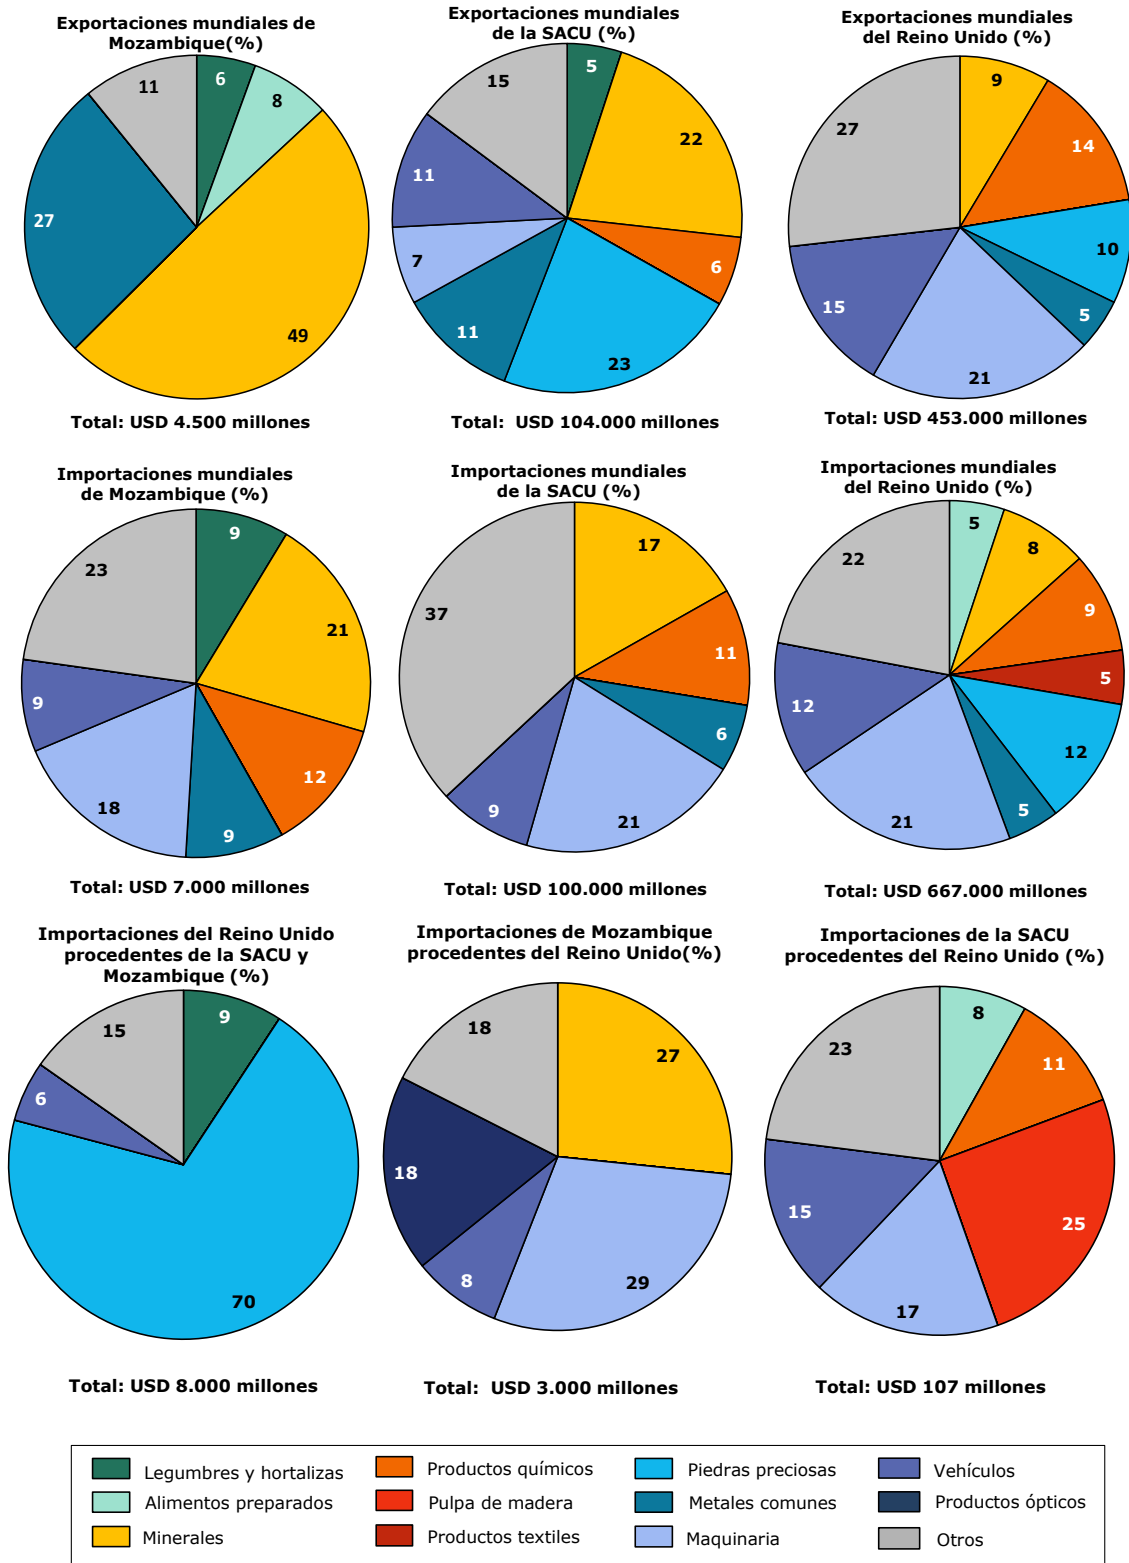 Exportaciones mundiales de
Mozambique(%)
6
8
49
27
11
Total: USD 4.500 millones
Exportaciones mundiales
de la SACU (%)
5
22
6
23
11
7
11
15
Total: USD 104.000 millones
Exportaciones mundiales
del Reino Unido (%)
9
14
10
5
21
15
27
Total: USD 453.000 millones
Importaciones mundiales
de Mozambique (%)
9
21
12
9
18
9
23
Total: USD 7.000 millones
Importaciones mundiales
de la SACU (%)
17
11
6
21
9
37
Total: USD 100.000 millones
Importaciones mundiales
del Reino Unido (%)
5
8
9
5
12
5
21
12
22
Total: USD 667.000 millones
Importaciones del Reino Unido
procedentes de la SACU y
Mozambique (%)
9
70
6
15
Total: USD 8.000 millones
Importaciones de Mozambique
procedentes del Reino Unido(%)
27
29
8
18
18
Total: USD 3.000 millones
Importaciones de la SACU
procedentes del Reino Unido (%)
8
11
25
17
15
23
Total: USD 107 millones
Legumbres y hortalizas
Productos químicos
Piedras preciosas
Vehículos
Alimentos preparados
Pulpa de madera
Metales comunes
Productos ópticos
Minerales
Productos textiles
Maquinaria
Otros